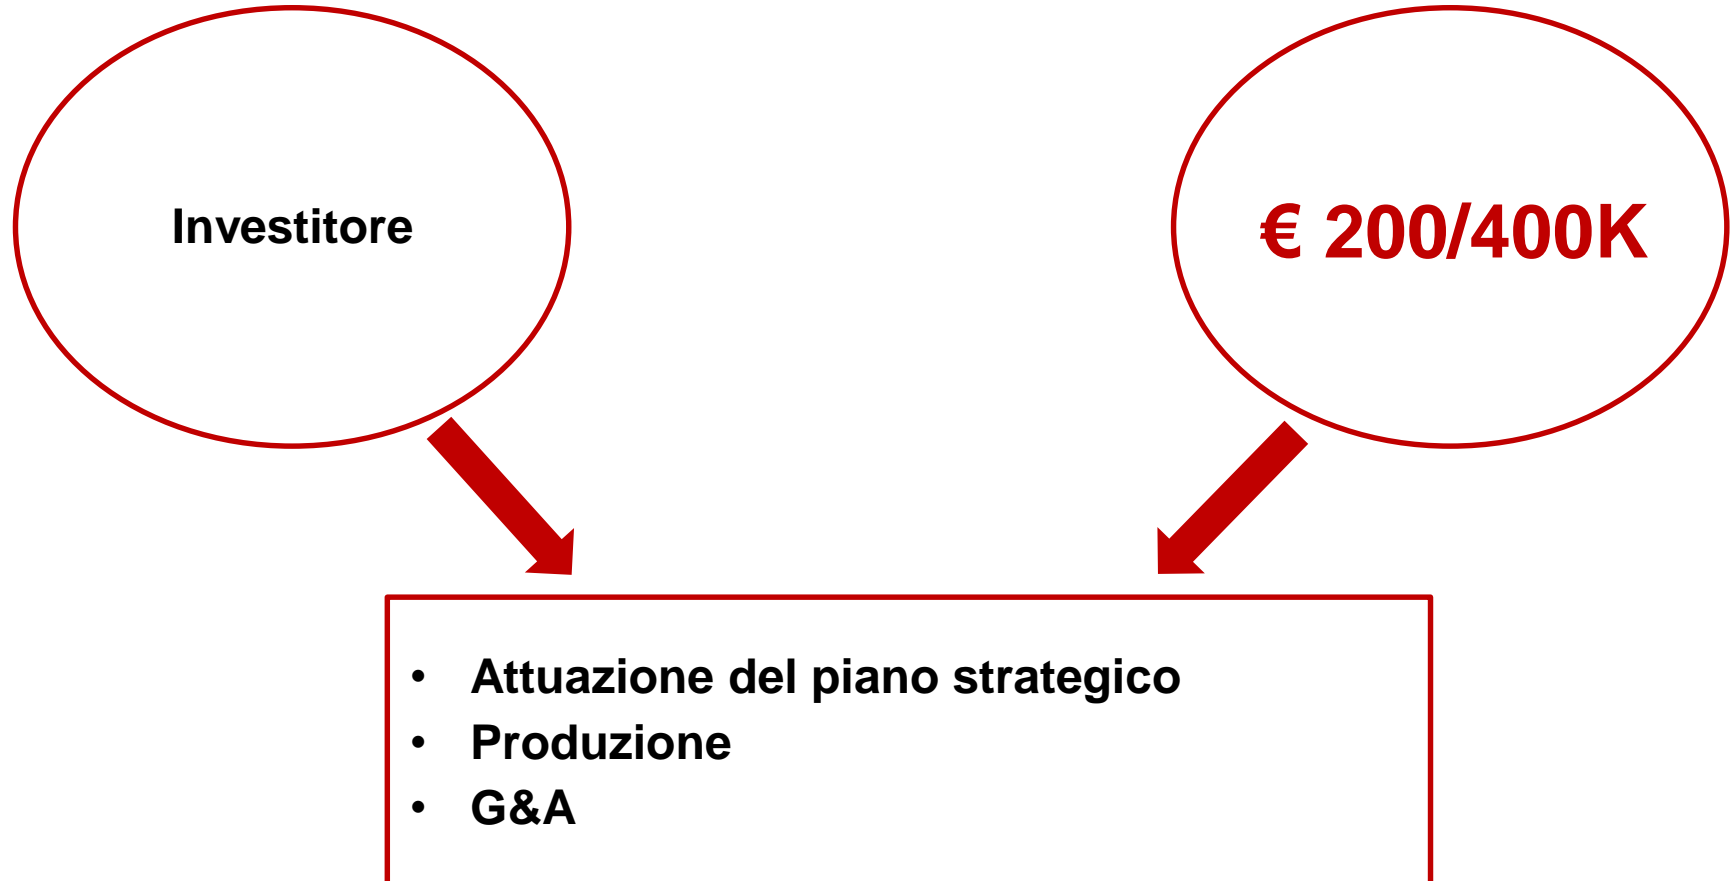 Investitore
€ 200/400K
• Attuazione del piano strategico
• Produzione
• G&A